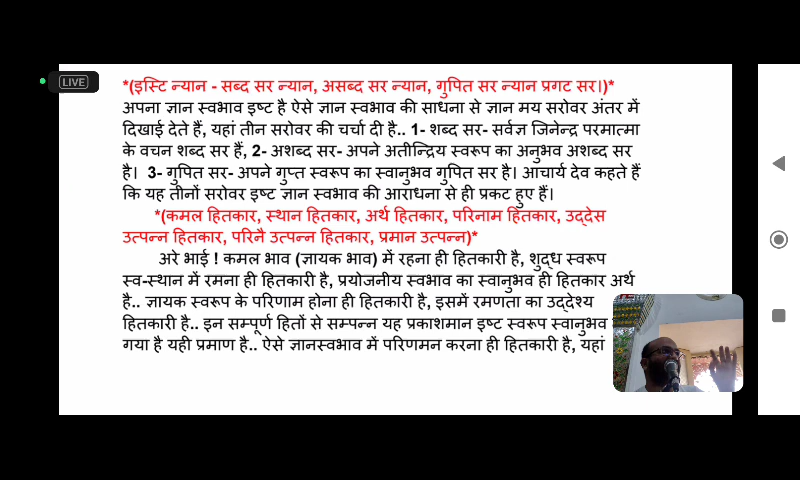 LIVE
*(इस्टि न्यान - सब्द सर न्यान, असब्द सर न्यान, गुपित सर न्यान प्रगट सर।)*
अपना ज्ञान स्वभाव इष्ट है ऐसे ज्ञान स्वभाव की साधना से ज्ञान मय सरोवर अंतर में
दिखाई देते हैं, यहां तीन सरोवर की चर्चा दी है.. 1- शब्द सर- सर्वज्ञ जिनेन्द्र परमात्मा
के वचन शब्द सर हैं, 2- अशब्द सर- अपने अतीन्द्रिय स्वरूप का अनुभव अशब्द सर
है। 3- गुपित सर- अपने गुप्त स्वरूप का स्वानुभव गुपित सर है। आचार्य देव कहते हैं
कि यह तीनों सरोवर इष्ट ज्ञान स्वभाव की आराधना से ही प्रकट हुए हैं।
*(कमल हितकार, स्थान हितकार, अर्थ हितकार, परिनाम हितकार, उद्देस
उत्पन्न हितकार, परिनै उत्पन्न हितकार, प्रमान उत्पन्न)*
अरे भाई ! कमल भाव (ज्ञायक भाव) में रहना ही हितकारी है, शुद्ध स्वरूप
स्व-स्थान में रमना ही हितकारी है, प्रयोजनीय स्वभाव का स्वानुभव ही हितकार अर्थ
है.. ज्ञायक स्वरूप के परिणाम होना ही हितकारी है, इसमें रमणता का उद्देश्य
हितकारी है.. इन सम्पूर्ण हितों से सम्पन्न यह प्रकाशमान इष्ट स्वरूप स्वानुभव
गया है यही प्रमाण है.. ऐसे ज्ञानस्वभाव में परिणमन करना ही हितकारी है, यहां